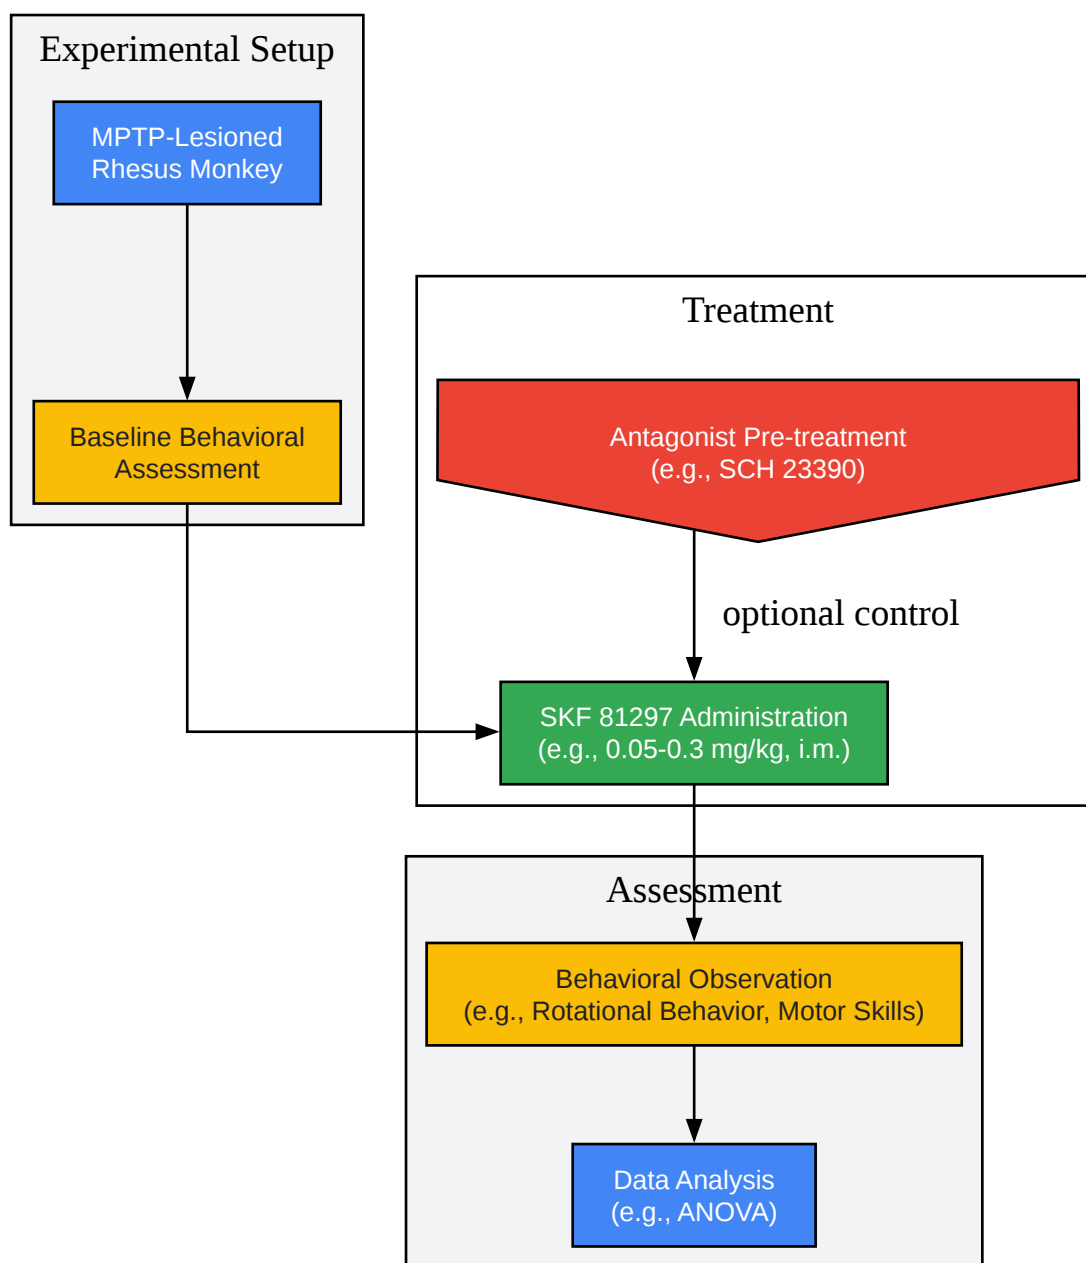 Experimental Setup
MPTP-Lesioned
Rhesus Monkey
Baseline Behavioral
Assessment
Treatment
Antagonist Pre-treatment
(e.g., SCH 23390)
optional control
SKF 81297 Administration
(e.g., 0.05-0.3 mg/kg, i.m.)
Assessment
Behavioral Observation
(e.g., Rotational Behavior, Motor Skills)
Data Analysis
(e.g., ANOVA)